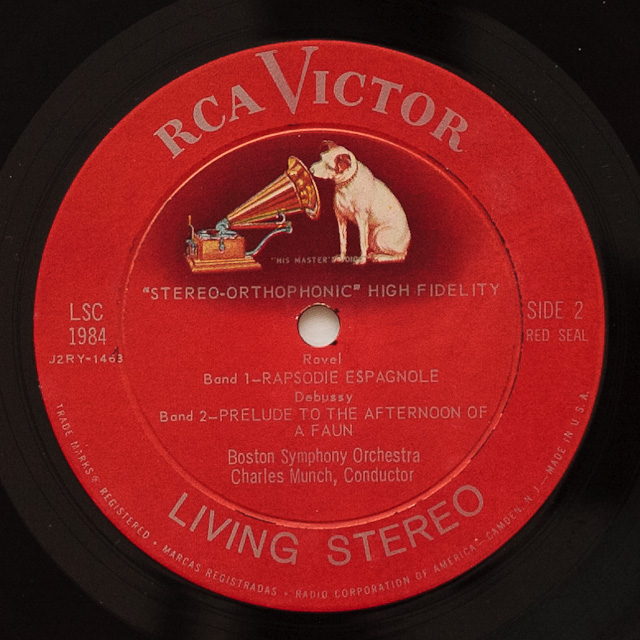 RCA VICTOR
"HIS MASTER'S VOICE"
"STEREO-ORTHOPHONIC" HIGH FIDELITY
LSC
1984
J2RY-1463
SIDE 2
RED SEAL
Ravel
Band 1—RAPSODIE ESPAGNOLE
Debussy
Band 2—PRELUDE TO THE AFTERNOON OF
A FAUN
Boston Symphony Orchestra
Charles Munch, Conductor
LIVING STEREO
TRADE MARKS ® REGISTERED • MARCAS REGISTRADAS • RADIO CORPORATION OF AMERICA—CAMDEN, N. J.—MADE IN U. S. A.